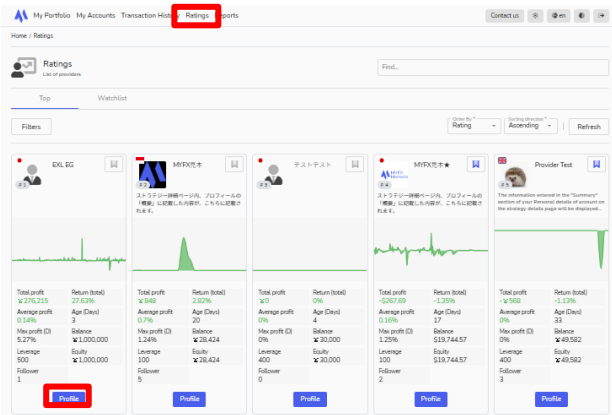 My Portfolio My Accounts Transaction History Ratings Reports
Contact us en
Home / Ratings
Ratings
List of providers
Find...
Top Watchlist
Filters
Order By *
Rating
Sorting direction *
Ascending
Refresh
EXL EG
#1
Total profit Return (total)
¥276,215 27.63%
Average profit Age (Days)
0.14% 3
Max profit (D) Balance
5.27% ¥1,000,000
Leverage Equity
500 ¥1,000,000
Follower
1
Profile
MYFX兜木
#2
ストラテジー詳細ページ内、プロフィールの
「概要」に記載した内容が、こちらに記載さ
れます。
Total profit Return (total)
¥848 2.82%
Average profit Age (Days)
0.7% 20
Max profit (D) Balance
1.24% ¥28,424
Leverage Equity
100 ¥28,424
Follower
5
Profile
テストテスト
#3
Total profit Return (total)
¥0 0%
Average profit Age (Days)
0% 4
Max profit (D) Balance
0% ¥30,000
Leverage Equity
400 ¥30,000
Follower
0
Profile
MYFX兜木★
#4
ストラテジー詳細ページ内、プロフィールの
「概要」に記載した内容が、こちらに記載さ
れます。
Total profit Return (total)
-$267.69 -1.35%
Average profit Age (Days)
0.16% 17
Max profit (D) Balance
1.25% $19,744.57
Leverage Equity
100 $19,744.57
Follower
2
Profile
Provider Test
#5
The information entered in the "Summary"
section of your Personal details of account on
the strategy details page will be displayed...
Total profit Return (total)
-¥568 -1.13%
Average profit Age (Days)
0% 33
Max profit (D) Balance
0% ¥49,582
Leverage Equity
400 ¥49,582
Follower
3
Profile